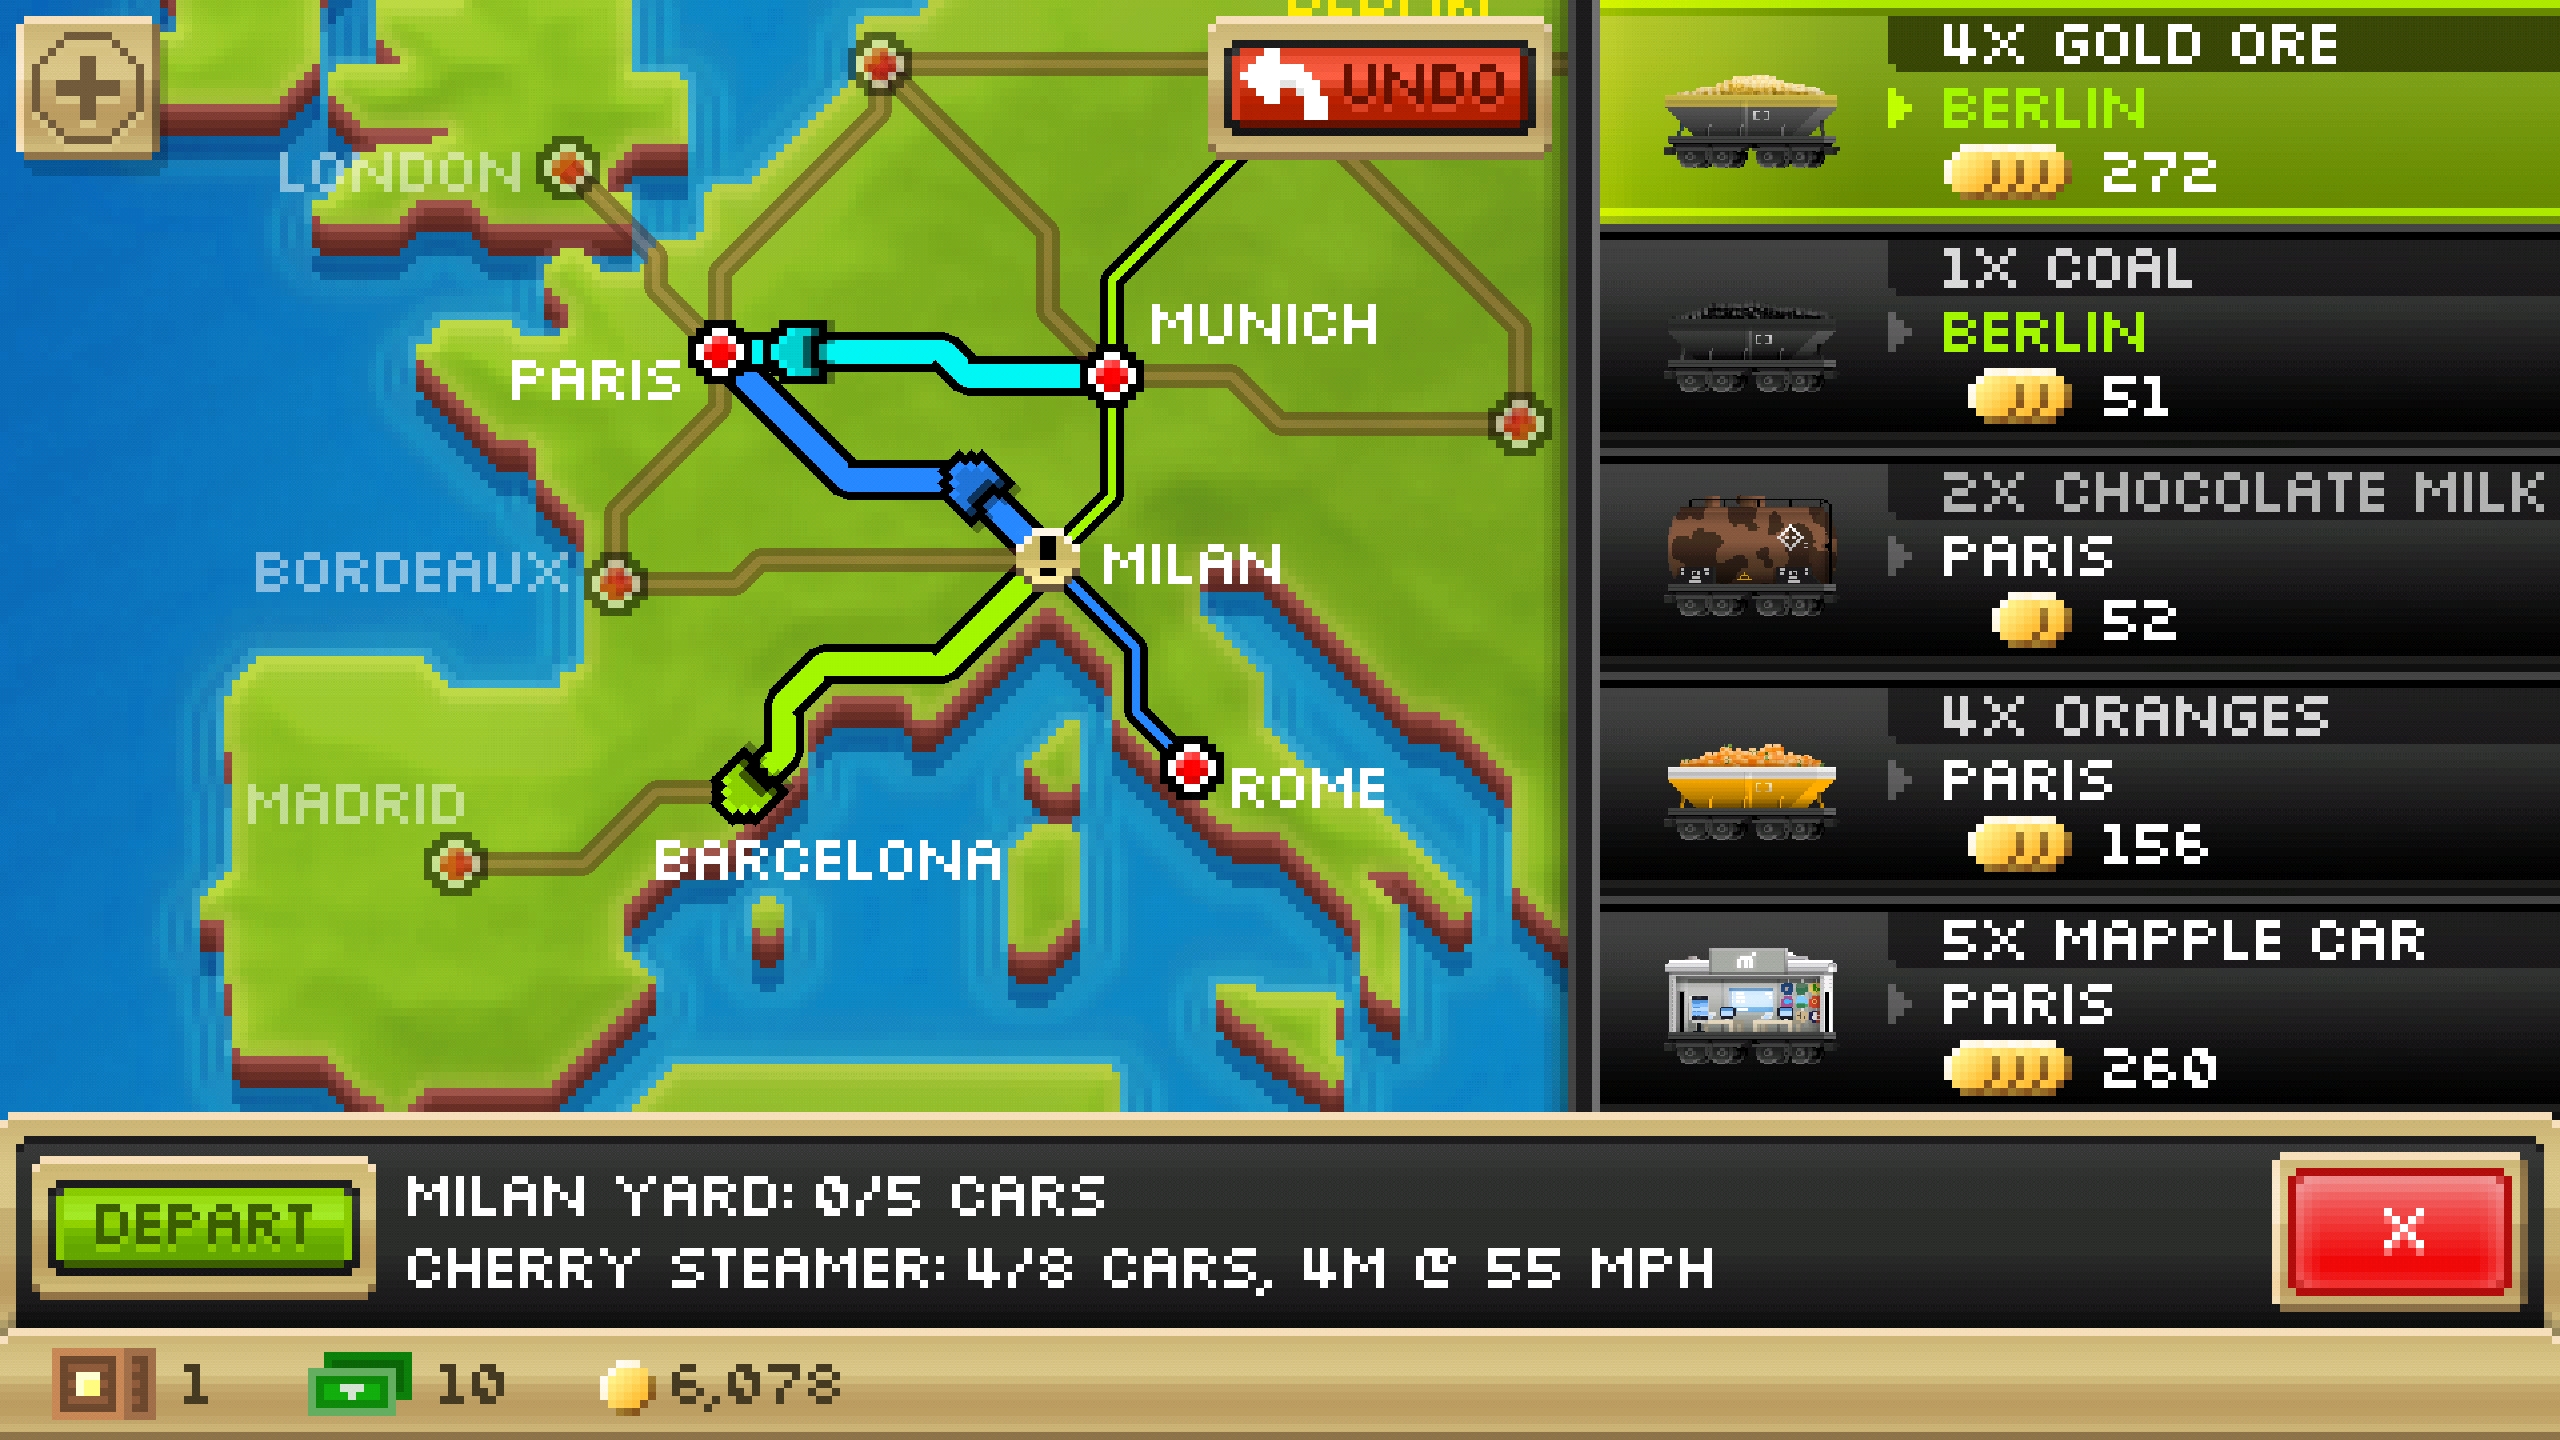 BERLIN
UNDO
LONDON
MUNICH
PARIS
BORDEAUX
MILAN
MADRID
ROME
BARCELONA
4X GOLD ORE
BERLIN
272
1X COAL
BERLIN
51
2X CHOCOLATE MILK
PARIS
52
4X ORANGES
PARIS
156
5X MAPPLE CAR
m
PARIS
260
DEPART
MILAN YARD: 0/5 CARS
CHERRY STEAMER: 4/8 CARS, 4M @ 55 MPH
X
1
10
6,078